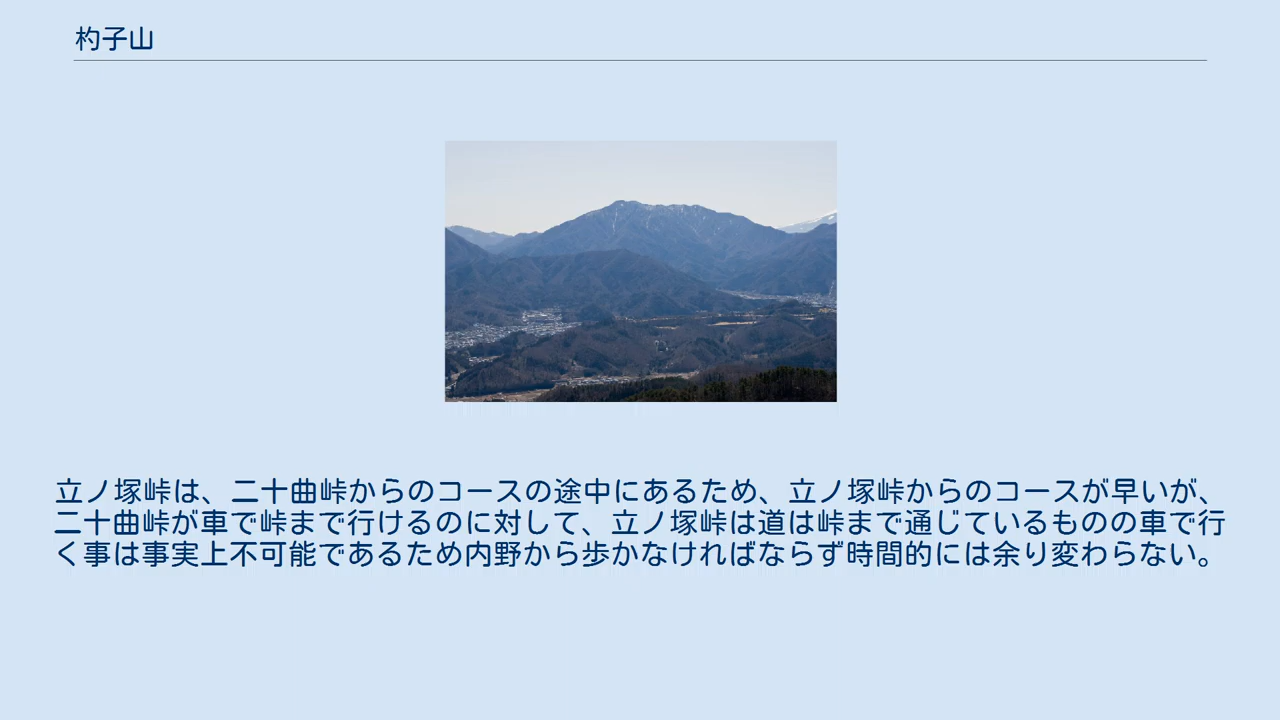 杓子山
立ノ塚峠は、二十曲峠からのコースの途中にあるため、立ノ塚峠からのコースが早いが、
二十曲峠が車で峠まで行けるのに対して、立ノ塚峠は道は峠まで通じているものの車で行
く事は事実上不可能であるため内野から歩かなければならず時間的には余り変わらない。